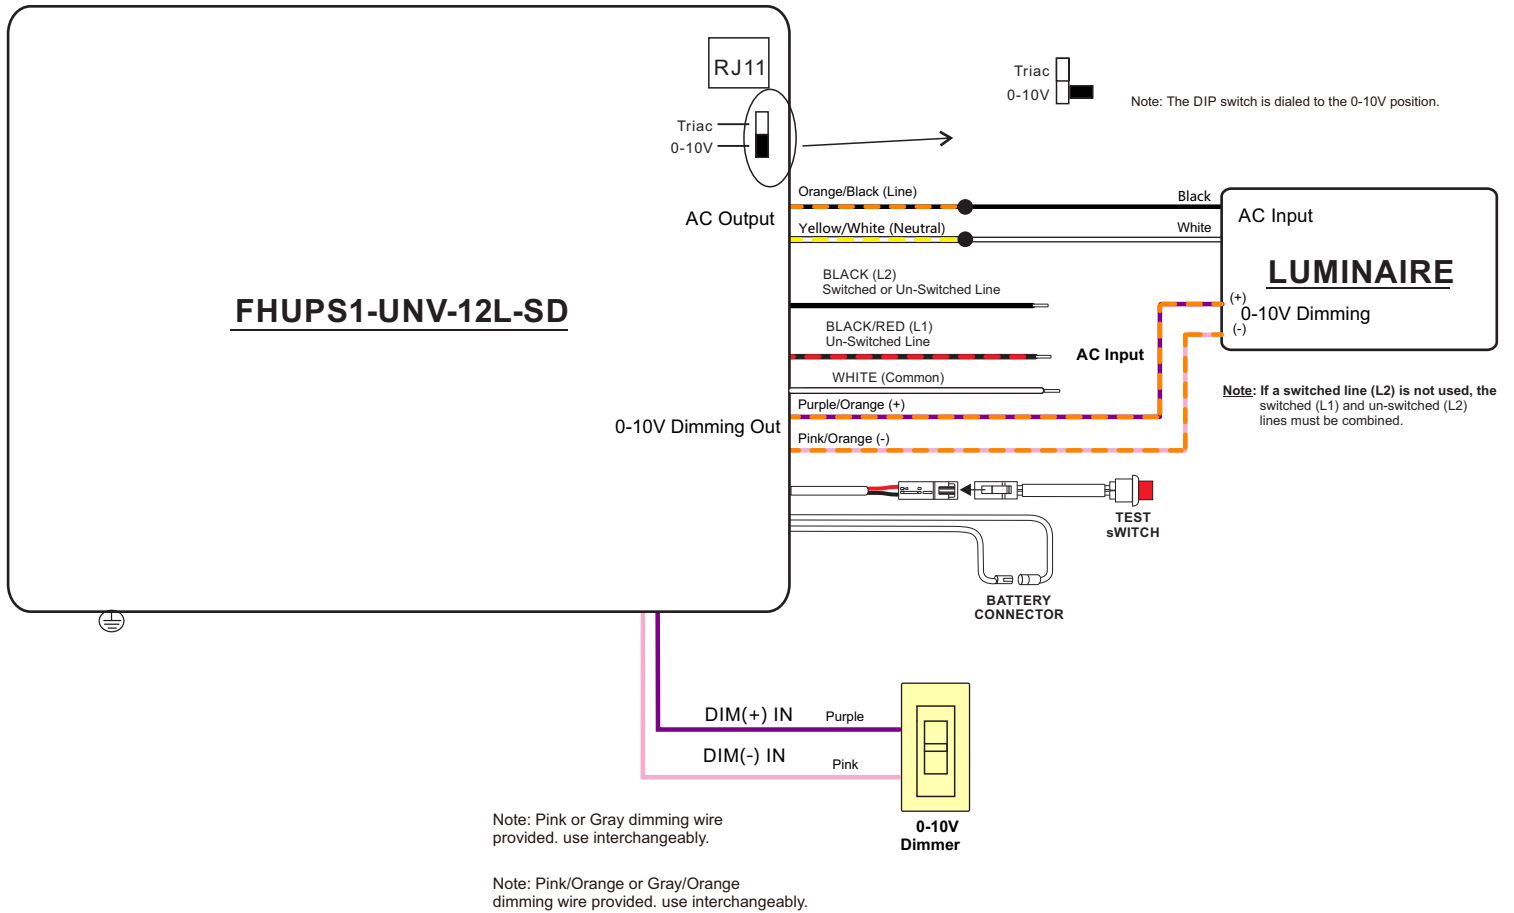 RJ11
Triac
0-10V
Triac
0-10V
Note: The DIP switch is dialed to the 0-10V position.
Orange/Black (Line)
Black
AC Output
Yellow/White (Neutral)
White
AC Input
LUMINAIRE
(+)
0-10V Dimming
(-)
FHUPS1-UNV-12L-SD
BLACK (L2)
Switched or Un-Switched Line
BLACK/RED (L1)
Un-Switched Line
AC Input
WHITE (Common)
Purple/Orange (+)
0-10V Dimming Out
Pink/Orange (-)
Note: If a switched line (L2) is not used, the
switched (L1) and un-switched (L2)
lines must be combined.
TEST
sWITCH
BATTERY
CONNECTOR
DIM(+) IN
Purple
DIM(-) IN
Pink
0-10V
Dimmer
Note: Pink or Gray dimming wire
provided. use interchangeably.
Note: Pink/Orange or Gray/Orange
dimming wire provided. use interchangeably.